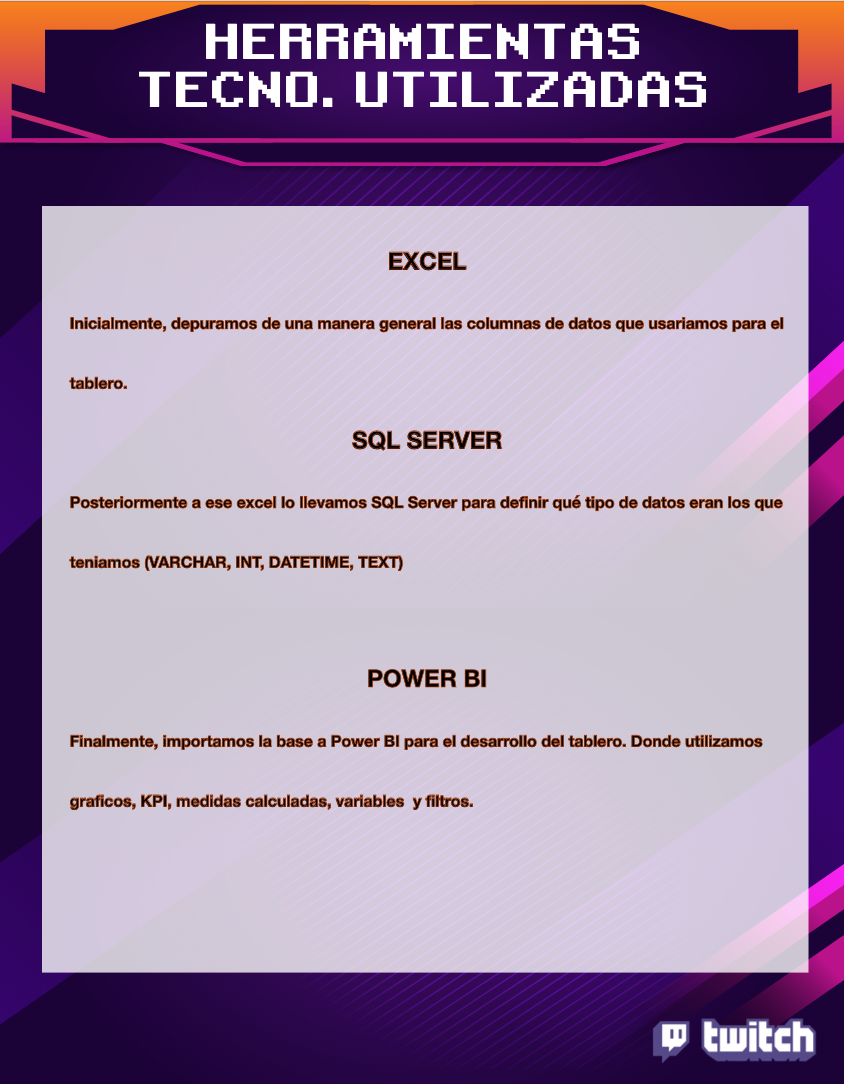 HERRAMIENTAS
TECNO. UTILIZADAS
EXCEL
Inicialmente, depuramos de una manera general las columnas de datos que usariamos para el
tablero.
SQL SERVER
Posteriormente a ese excel lo llevamos SQL Server para definir qué tipo de datos eran los que
teniamos (VARCHAR, INT, DATETIME, TEXT)
POWER BI
Finalmente, importamos la base a Power BI para el desarrollo del tablero. Donde utilizamos
graficos, KPI, medidas calculadas, variables  y filtros.
twitch